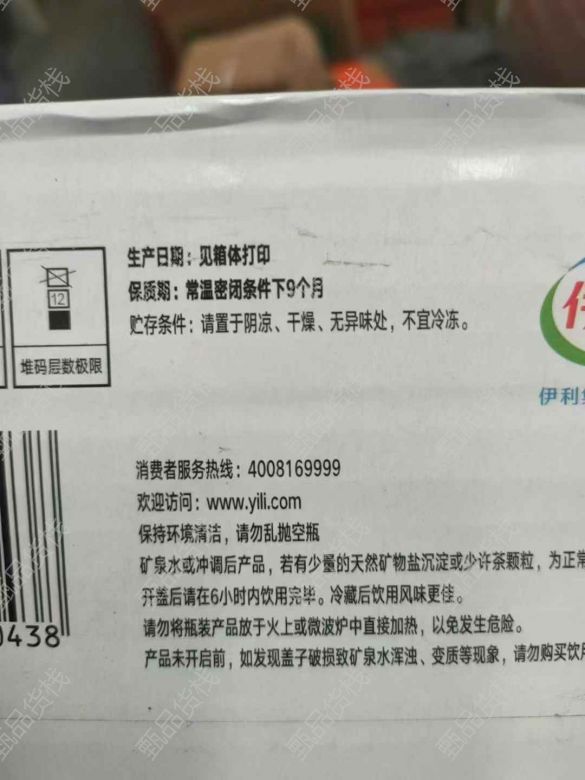 生产日期：见箱体打印
保质期：常温密闭条件下9个月
贮存条件：请置于阴凉、干燥、无异味处，不宜冷冻。
12
堆码层数极限
伊利集
消费者服务热线：4008169999
欢迎访问：www.yili.com
保持环境清洁，请勿乱抛空瓶
矿泉水或冲调后产品，若有少量的天然矿物盐沉淀或少许茶颗粒，为正常
开盖后请在6小时内饮用完毕。冷藏后饮用风味更佳。
请勿将瓶装产品放于火上或微波炉中直接加热，以免发生危险。
0438
产品未开启前，如发现盖子破损致矿泉水浑浊、变质等现象，请勿购买饮用
甄品货栈